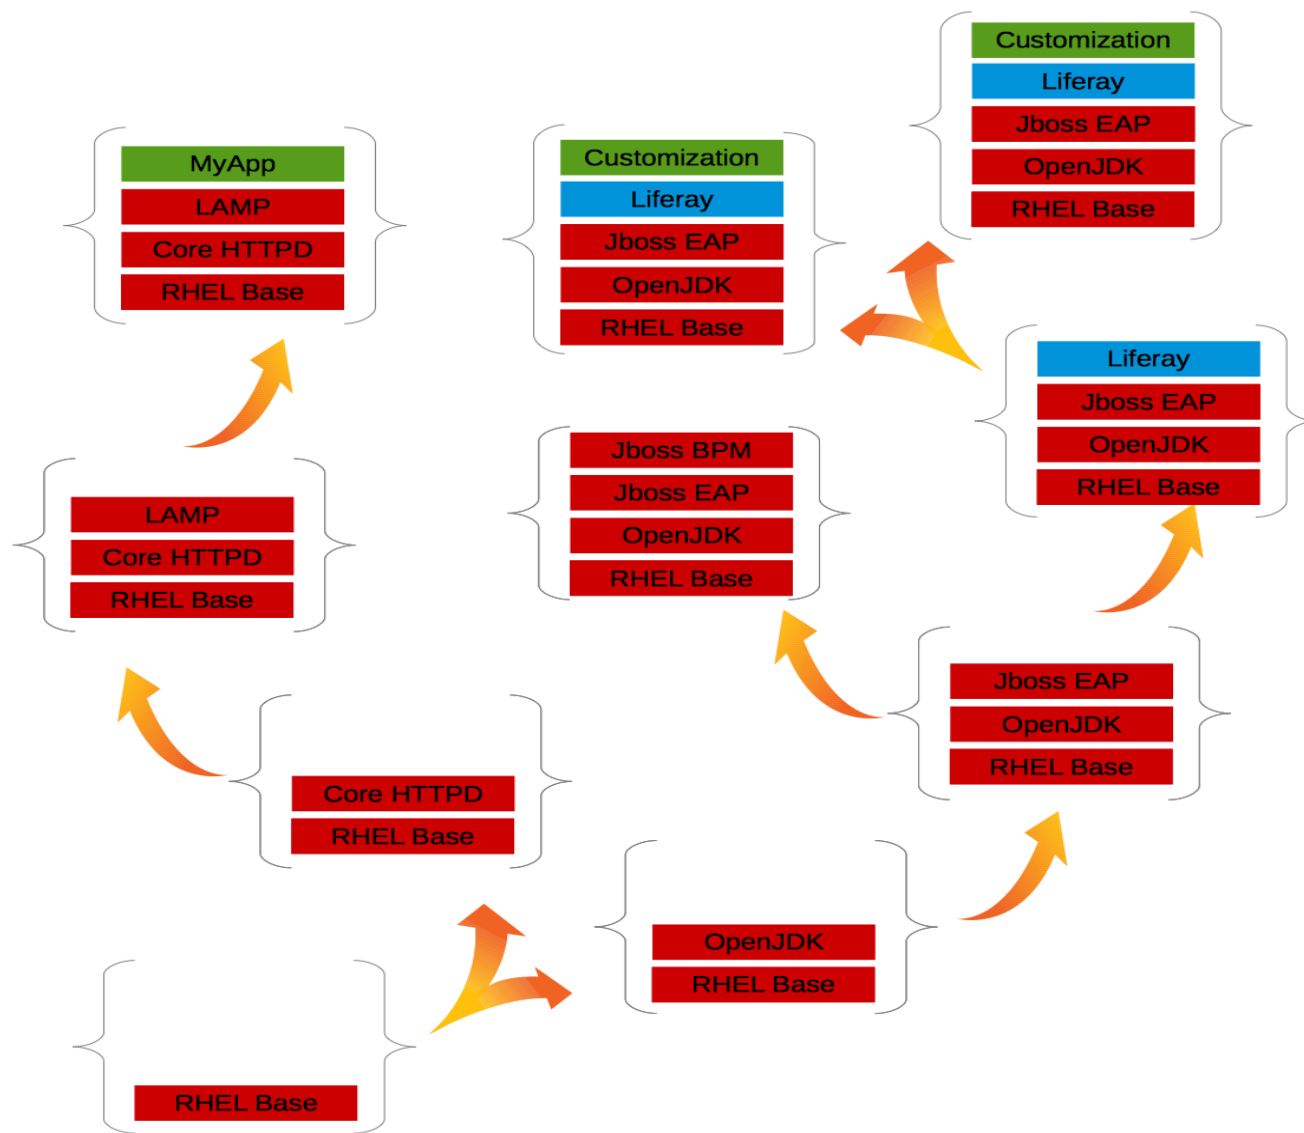 Customization
Liferay
Jboss EAP
OpenJDK
RHEL Base
MyApp
LAMP
Core HTTPD
RHEL Base
Customization
Liferay
Jboss EAP
OpenJDK
RHEL Base
Liferay
Jboss EAP
OpenJDK
RHEL Base
Jboss BPM
Jboss EAP
OpenJDK
RHEL Base
LAMP
Core HTTPD
RHEL Base
Jboss EAP
OpenJDK
RHEL Base
Core HTTPD
RHEL Base
OpenJDK
RHEL Base
RHEL Base